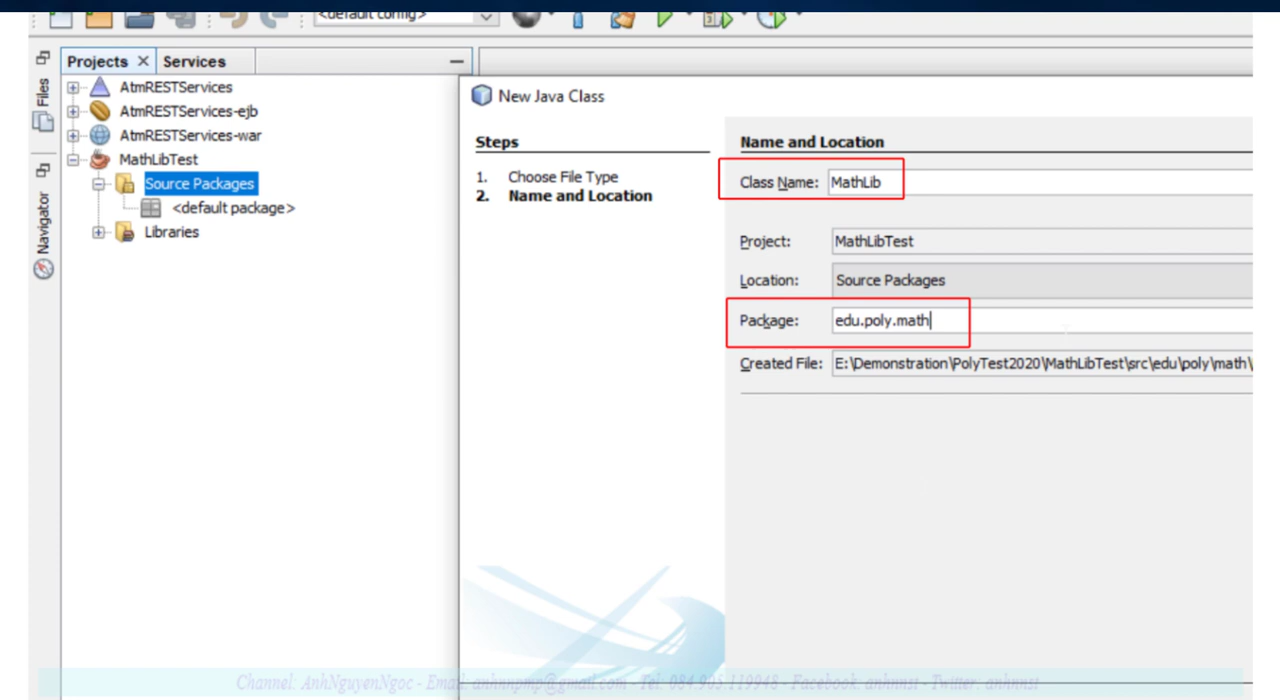 <default config>
Projects × Services
Files
Navigator
AtmRESTServices
AtmRESTServices-ejb
AtmRESTServices-war
MathLibTest
Source Packages
<default package>
Libraries
New Java Class
Steps
1. Choose File Type
2. Name and Location
Name and Location
Class Name: MathLib
Project: MathLibTest
Location: Source Packages
Package: edu.poly.math
Created File: E:\Demonstration\PolyTest2020\MathLibTest\src\edu\poly\math\
Channel: AnhNguyenNgoc - Email: anhnnpmp@gmail.com - Tel: 084.905.119948 - Facebook: anhnnst - Twitter: anhnnst